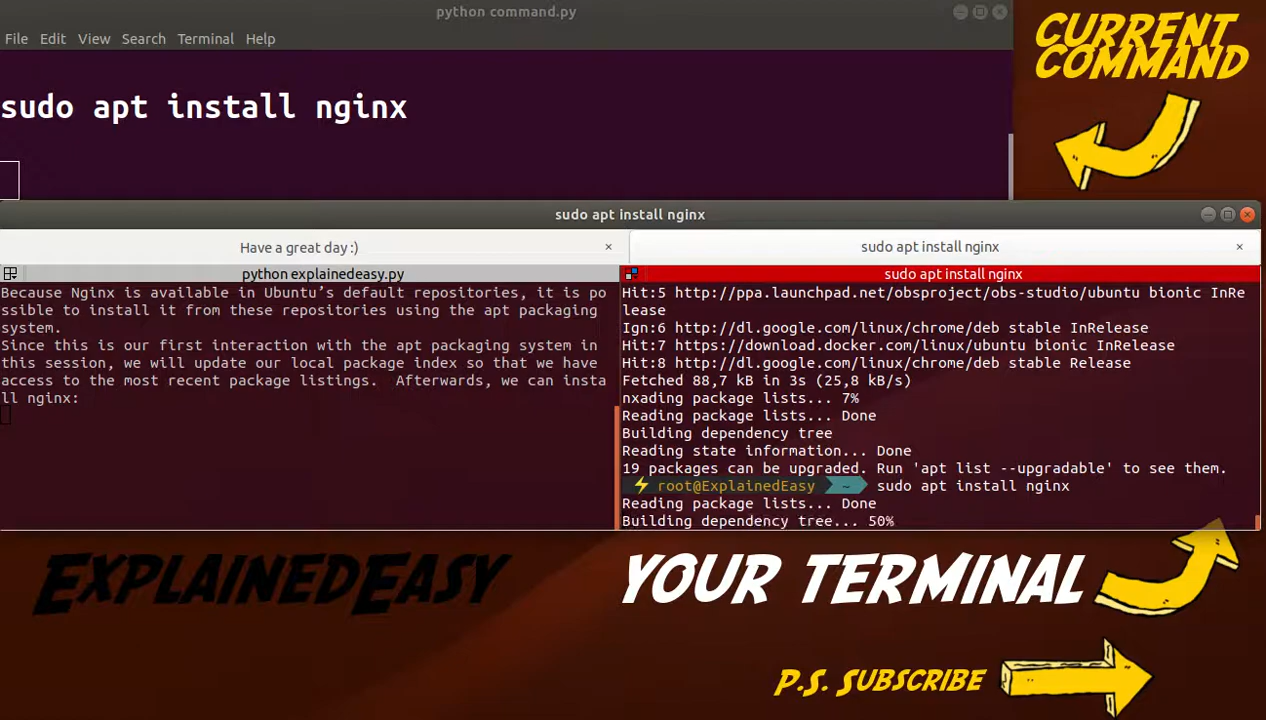 python command.py
File Edit View Search Terminal Help
CURRENT
COMMAND
sudo apt install nginx
sudo apt install nginx
Have a great day :)
sudo apt install nginx
python explainedeasy.py
Because Nginx is available in Ubuntu’s default repositories, it is po
ssible to install it from these repositories using the apt packaging
system.
Since this is our first interaction with the apt packaging system in
this session, we will update our local package index so that we have
access to the most recent package listings.  Afterwards, we can insta
ll nginx:
sudo apt install nginx
Hit:5 http://ppa.launchpad.net/obsproject/obs-studio/ubuntu bionic InRe
lease
Ign:6 http://dl.google.com/linux/chrome/deb stable InRelease
Hit:7 https://download.docker.com/linux/ubuntu bionic InRelease
Hit:8 http://dl.google.com/linux/chrome/deb stable Release
Fetched 88,7 kB in 3s (25,8 kB/s)
nxading package lists... 7%
Reading package lists... Done
Building dependency tree
Reading state information... Done
19 packages can be upgraded. Run 'apt list --upgradable' to see them.
root@ExplainedEasy ~ sudo apt install nginx
Reading package lists... Done
Building dependency tree... 50%
EXPLAINEDEASY
YOUR TERMINAL
P.S. SUBSCRIBE